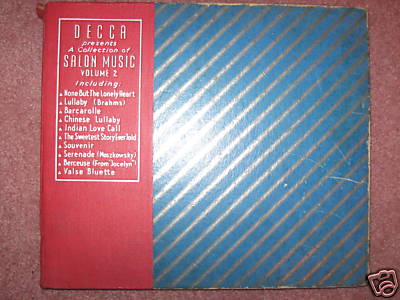 DECCA
presents
A Collection of
SALON MUSIC
VOLUME 2
Including:
None But The Lonely Heart
Lullaby (Brahms)
Barcarolle
Chinese Lullaby
Indian Love Call
The Sweetest Story Ever Told
Souvenir
Serenade (Moszkowsky)
Berceuse (From Jocelyn")
Valse Bluette